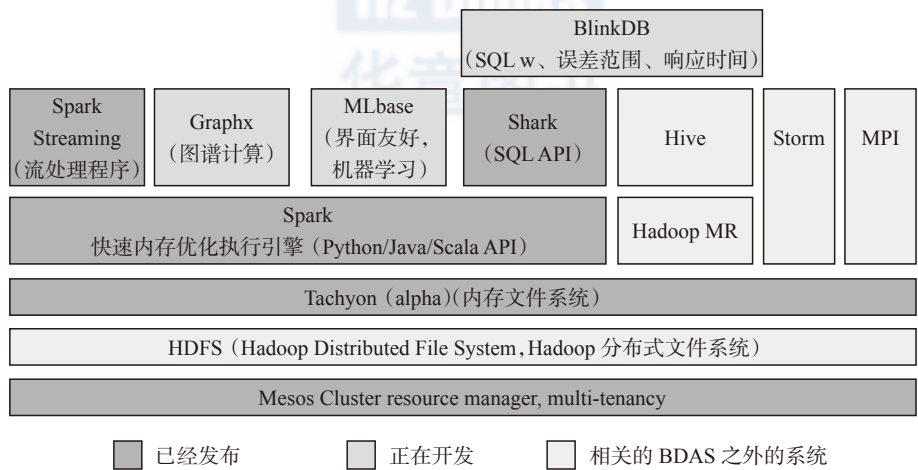 BlinkDB
(SQL w、误差范围、响应时间)
Spark
Streaming
(流处理程序)
Graphx
(图谱计算)
MLbase
(界面友好,
机器学习)
Shark
(SQL API)
Hive
Storm
MPI
Spark
快速内存优化执行引擎(Python/Java/Scala API)
Hadoop MR
Tachyon(alpha)(内存文件系统)
HDFS(Hadoop Distributed File System,Hadoop 分布式文件系统)
Mesos Cluster resource manager, multi-tenancy
已经发布
正在开发
相关的 BDAS 之外的系统